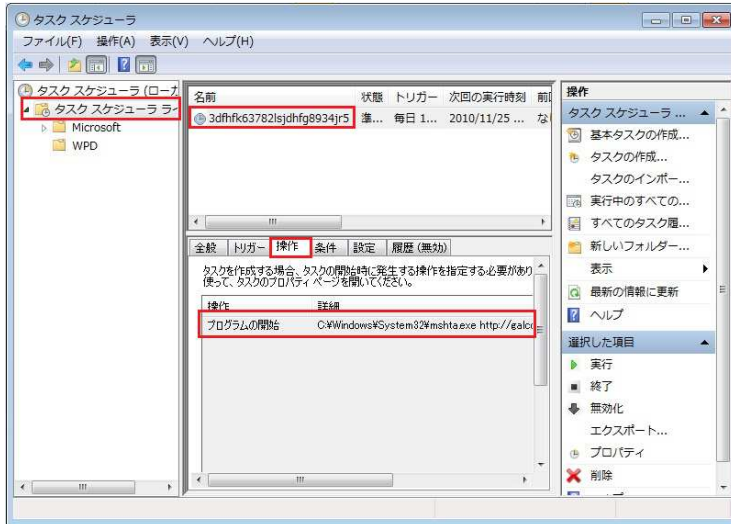 タスク スケジューラ
ファイル(F) 操作(A) 表示(V) ヘルプ(H)
タスク スケジューラ (ローカ
タスク スケジューラ ライ
Microsoft
WPD
名前 状態 トリガー 次回の実行時刻 前回
3dfhfk63782lsjdhfg8934jr5 準... 毎日 1... 2010/11/25 ... な
全般 トリガー 操作 条件 設定 履歴 (無効)
タスクを作成する場合、タスクの開始時に発生する操作を指定する必要があり
使って、タスクのプロパティ ページを開いてください。
操作 詳細
プログラムの開始 C:¥Windows¥System32¥mshta.exe http://galco
操作
タスク スケジューラ ...
基本タスクの作成...
タスクの作成...
タスクのインポー...
実行中のすべての...
すべてのタスク履...
新しいフォルダー...
表示
最新の情報に更新
ヘルプ
選択した項目
実行
終了
無効化
エクスポート...
プロパティ
削除